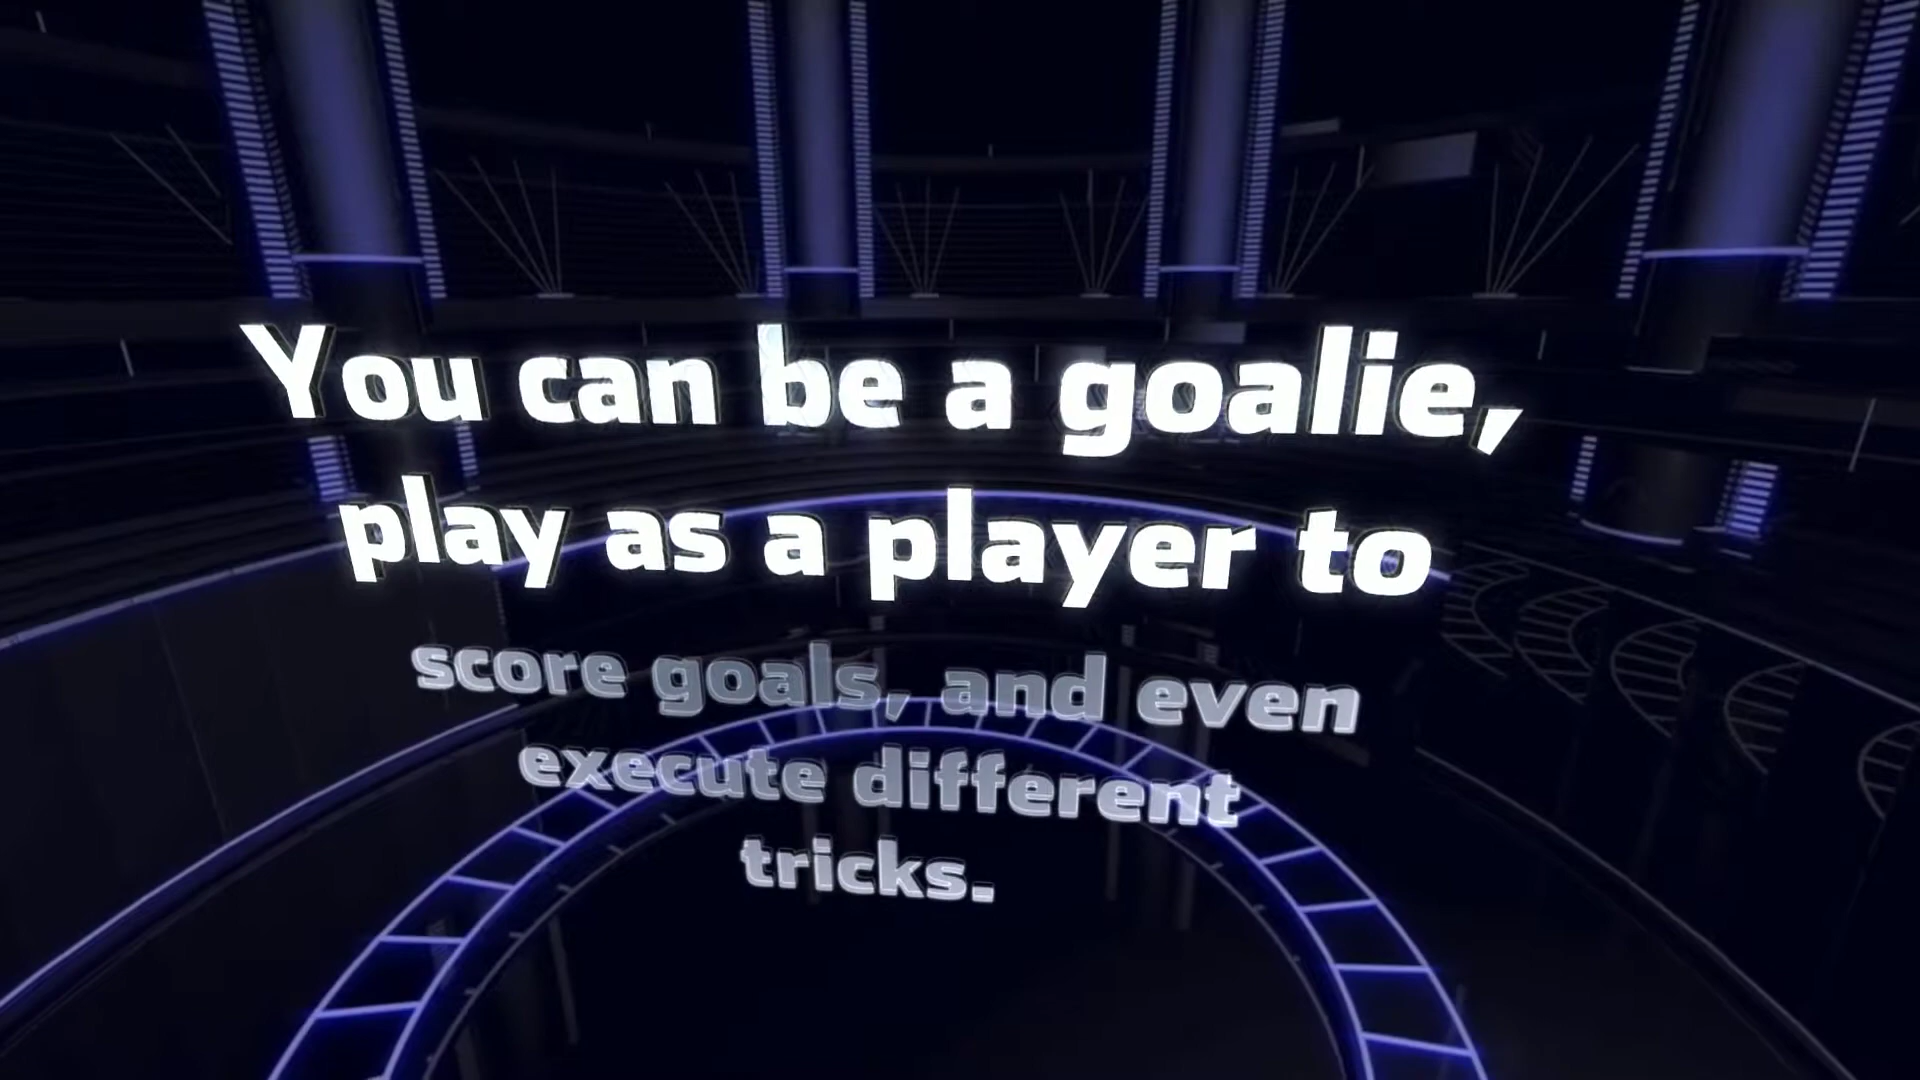 You can be a goalie,
play as a player to
score goals, and even
execute different
tricks.